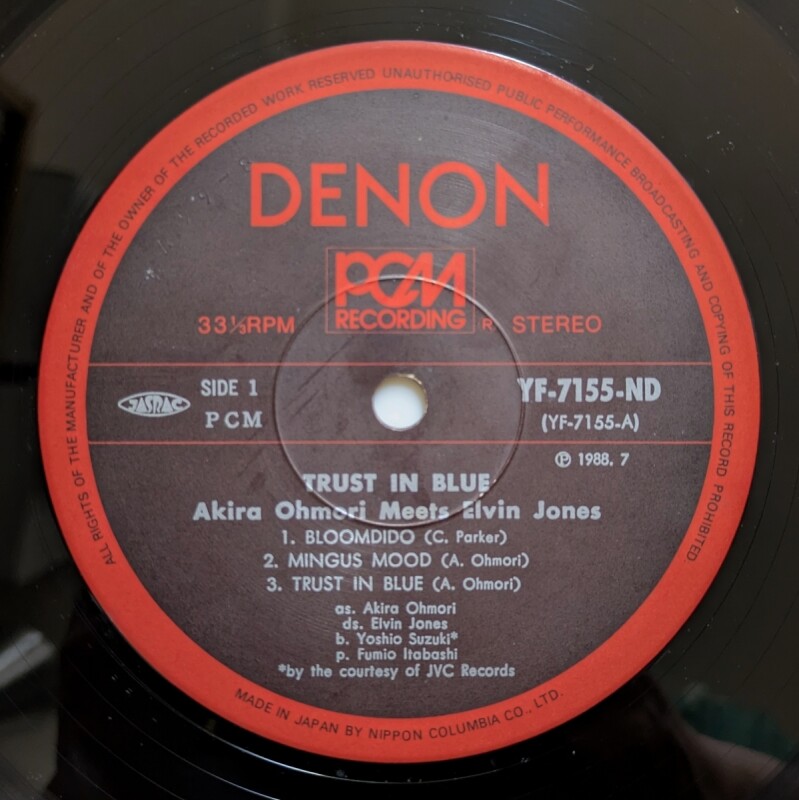 ALL RIGHTS OF THE MANUFACTURER AND OF THE OWNER OF THE RECORDED WORK RESERVED UNAUTHORISED PUBLIC PERFORMANCE BROADCASTING AND COPYING OF THIS RECORD PROHIBITED
DENON
PCM
RECORDING
33⅓RPM R STEREO
JASRAC SIDE 1 YF-7155-ND
PCM (YF-7155-A)
Ⓟ 1988. 7
TRUST IN BLUE
Akira Ohmori Meets Elvin Jones
1. BLOOMDIDO (C. Parker)
2. MINGUS MOOD (A. Ohmori)
3. TRUST IN BLUE (A. Ohmori)
as. Akira Ohmori
ds. Elvin Jones
b. Yoshio Suzuki*
p. Fumio Itabashi
*by the courtesy of JVC Records
MADE IN JAPAN BY NIPPON COLUMBIA CO., LTD.